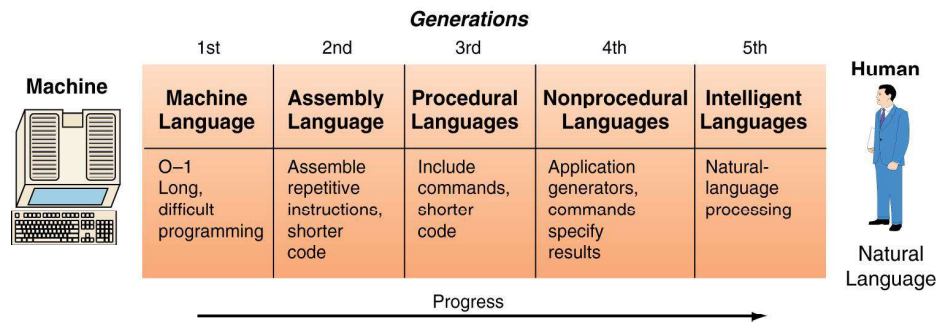 Generations
1st 2nd 3rd 4th 5th
Machine
Human
Machine Language
Assembly Language
Procedural Languages
Nonprocedural Languages
Intelligent Languages
O–1
Long,
difficult
programming
Assemble
repetitive
instructions,
shorter
code
Include
commands,
shorter
code
Application
generators,
commands
specify
results
Natural-
language
processing
Natural
Language
Progress